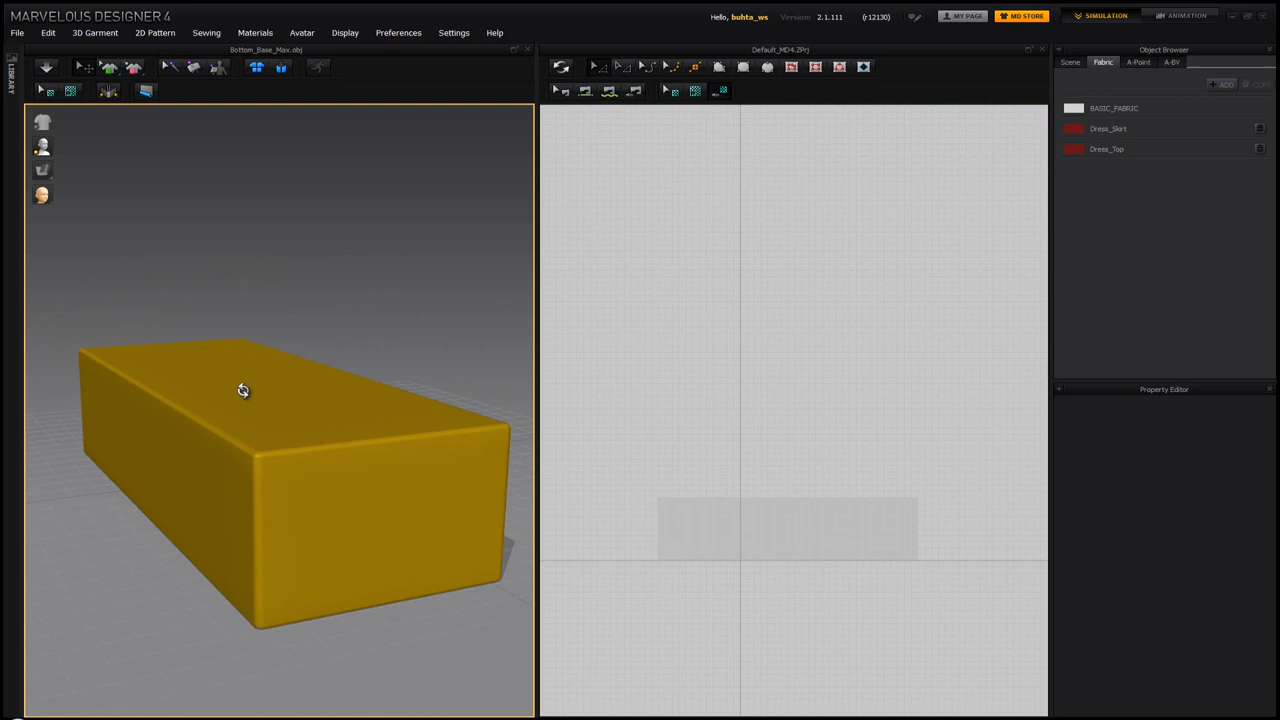 MARVELOUS DESIGNER 4
Hello, buhta_ws
Version: 2.1.111
(r12130)
MY PAGE
MD STORE
SIMULATION
ANIMATION
File
Edit
3D Garment
2D Pattern
Sewing
Materials
Avatar
Display
Preferences
Settings
Help
LIBRARY
Bottom_Base_Max.obj
Default_MD4.ZPrj
Object Browser
Scene
Fabric
A-Point
A-BV
+ ADD
COPY
BASIC_FABRIC
Dress_Skirt
Dress_Top
Property Editor